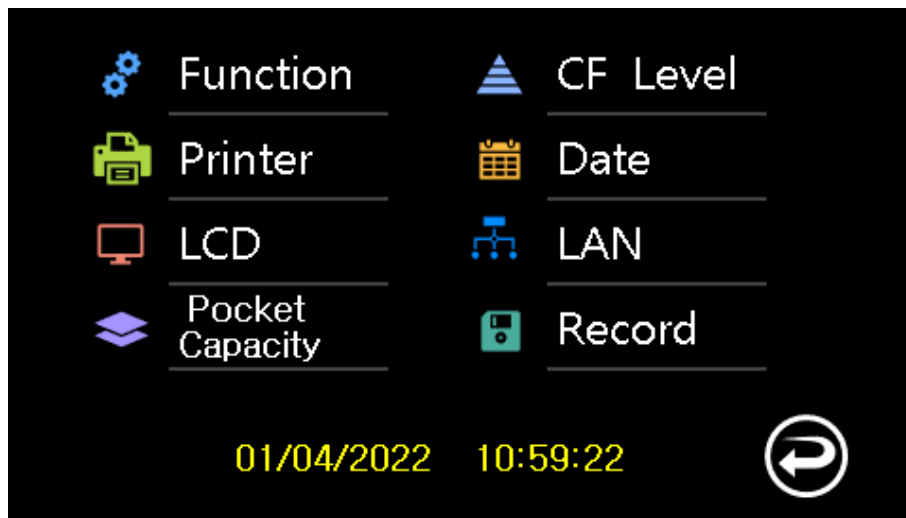 Function
CF Level
Printer
Date
LCD
LAN
Pocket
Capacity
Record
01/04/2022 10:59:22